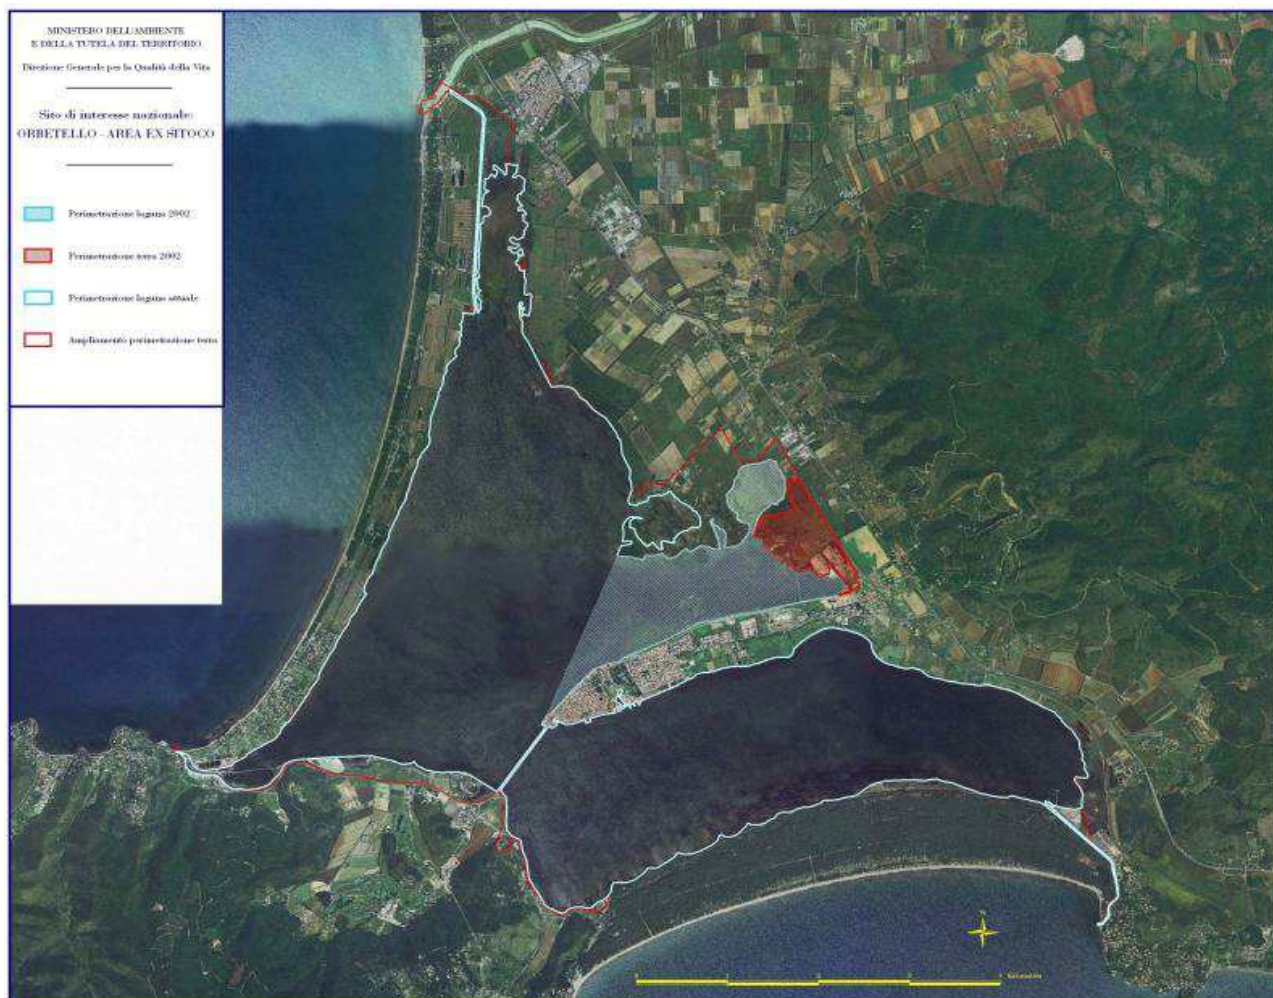 MINISTERO DELL'AMBIENTE
E DELLA TUTELA DEL TERRITORIO
Direzione Generale per la Qualità della Vita
Sito di interesse nazionale:
ORBETELLO - AREA EX SITOCO
Perimetrazione laguna 2002
Perimetrazione terra 2002
Perimetrazione laguna attuale
Ampliamento perimetrazione terra